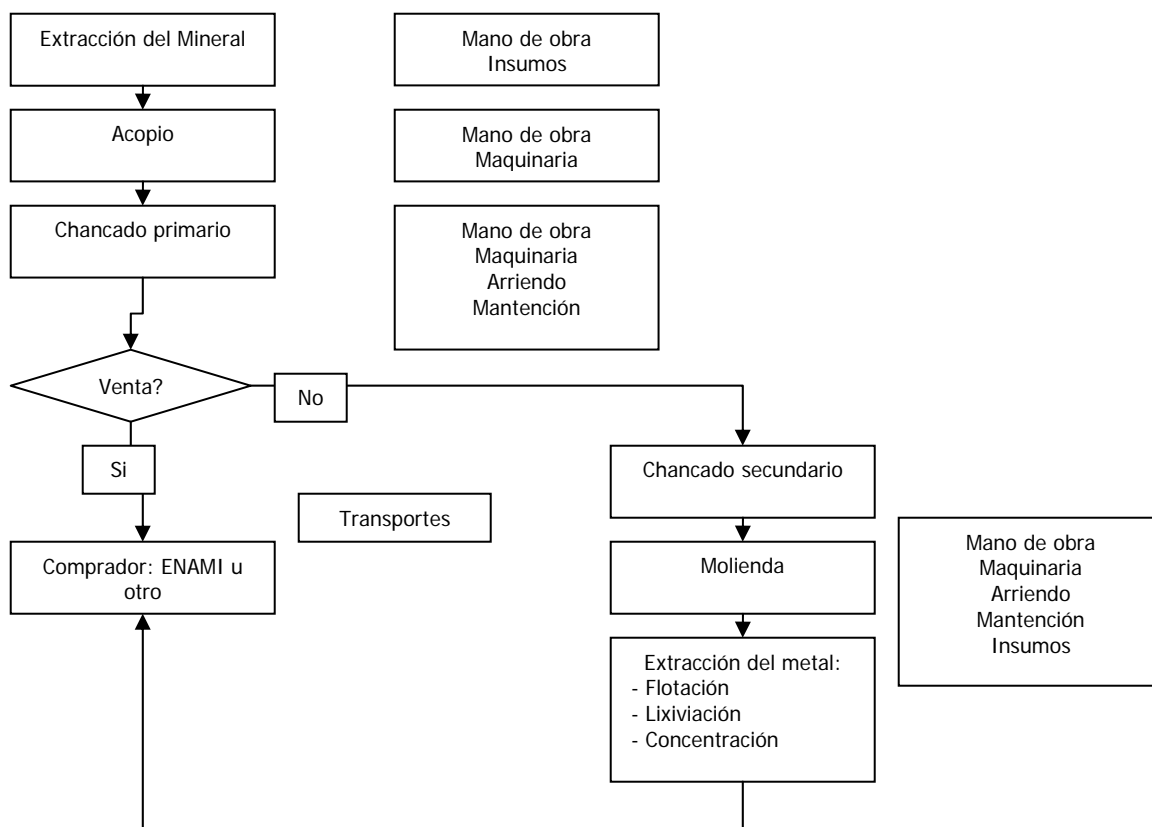 Extracción del Mineral
Mano de obra
Insumos
Acopio
Mano de obra
Maquinaria
Chancado primario
Mano de obra
Maquinaria
Arriendo
Mantención
Venta?
No
Si
Transportes
Comprador: ENAMI u
otro
Chancado secundario
Molienda
Extracción del metal:
- Flotación
- Lixiviación
- Concentración
Mano de obra
Maquinaria
Arriendo
Mantención
Insumos